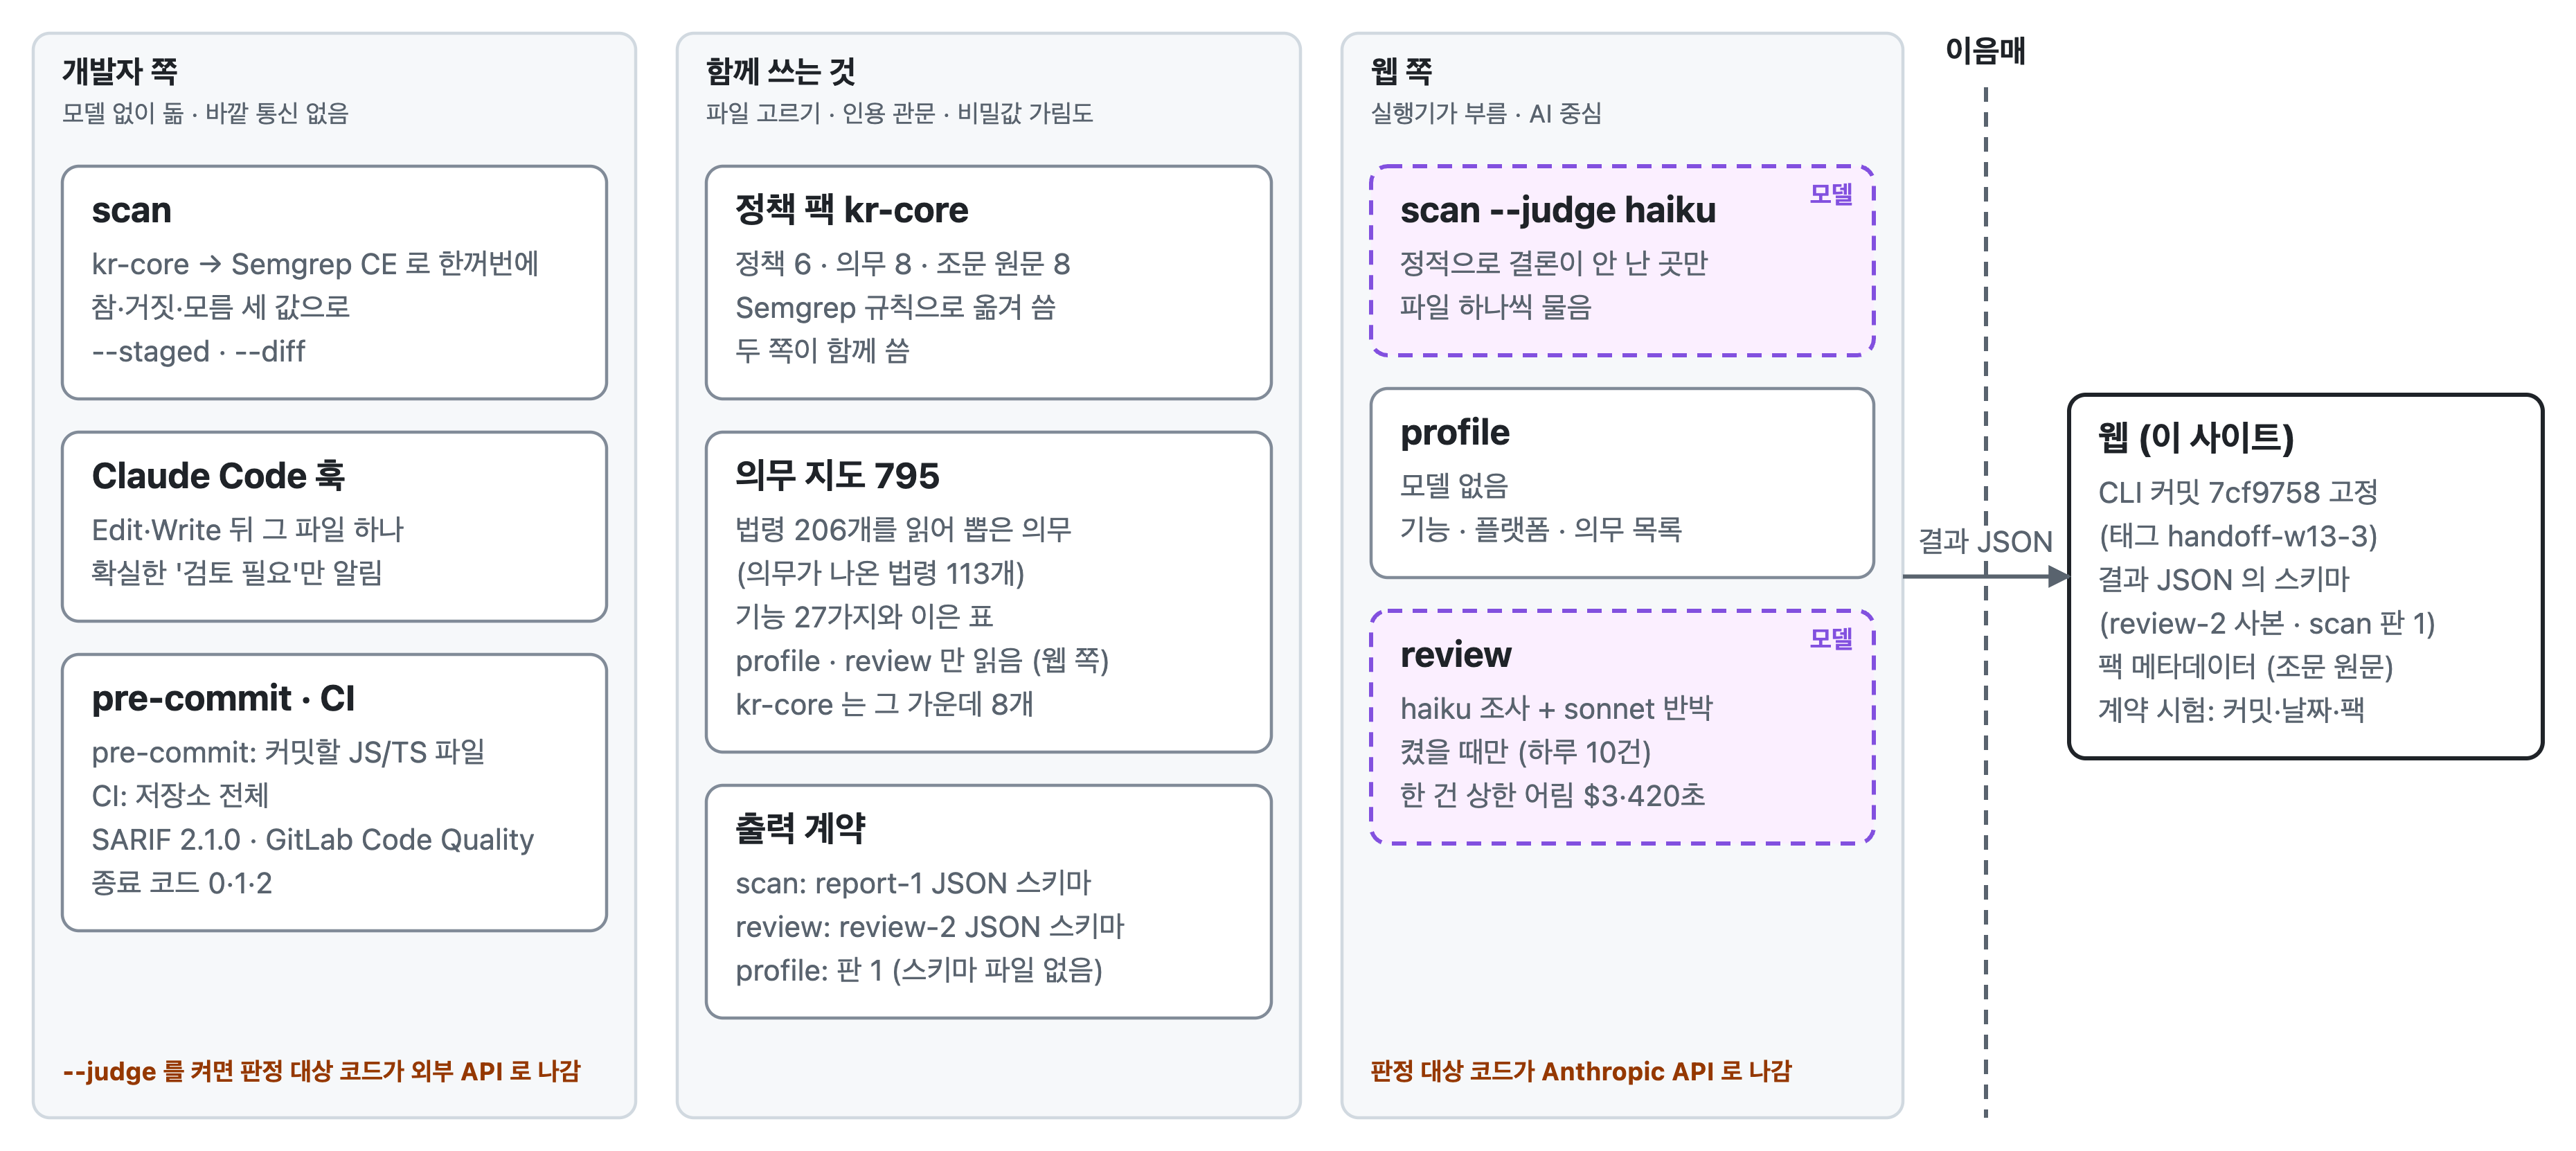 개발자 쪽
모델 없이 돎 · 바깥 통신 없음
scan
kr-core → Semgrep CE 로 한꺼번에
참·거짓·모름 세 값으로
--staged · --diff
Claude Code 훅
Edit·Write 뒤 그 파일 하나
확실한 '검토 필요'만 알림
pre-commit · CI
pre-commit: 커밋할 JS/TS 파일
CI: 저장소 전체
SARIF 2.1.0 · GitLab Code Quality
종료 코드 0·1·2
--judge 를 켜면 판정 대상 코드가 외부 API 로 나감
함께 쓰는 것
파일 고르기 · 인용 관문 · 비밀값 가림도
정책 팩 kr-core
정책 6 · 의무 8 · 조문 원문 8
Semgrep 규칙으로 옮겨 씀
두 쪽이 함께 씀
의무 지도 795
법령 206개를 읽어 뽑은 의무
(의무가 나온 법령 113개)
기능 27가지와 이은 표
profile · review 만 읽음 (웹 쪽)
kr-core 는 그 가운데 8개
출력 계약
scan: report-1 JSON 스키마
review: review-2 JSON 스키마
profile: 판 1 (스키마 파일 없음)
웹 쪽
실행기가 부름 · AI 중심
모델
scan --judge haiku
정적으로 결론이 안 난 곳만
파일 하나씩 물음
profile
모델 없음
기능 · 플랫폼 · 의무 목록
모델
review
haiku 조사 + sonnet 반박
켰을 때만 (하루 10건)
한 건 상한 어림 $3·420초
판정 대상 코드가 Anthropic API 로 나감
이음매
결과 JSON
웹 (이 사이트)
CLI 커밋 7cf9758 고정
(태그 handoff-w13-3)
결과 JSON 의 스키마
(review-2 사본 · scan 판 1)
팩 메타데이터 (조문 원문)
계약 시험: 커밋·날짜·팩